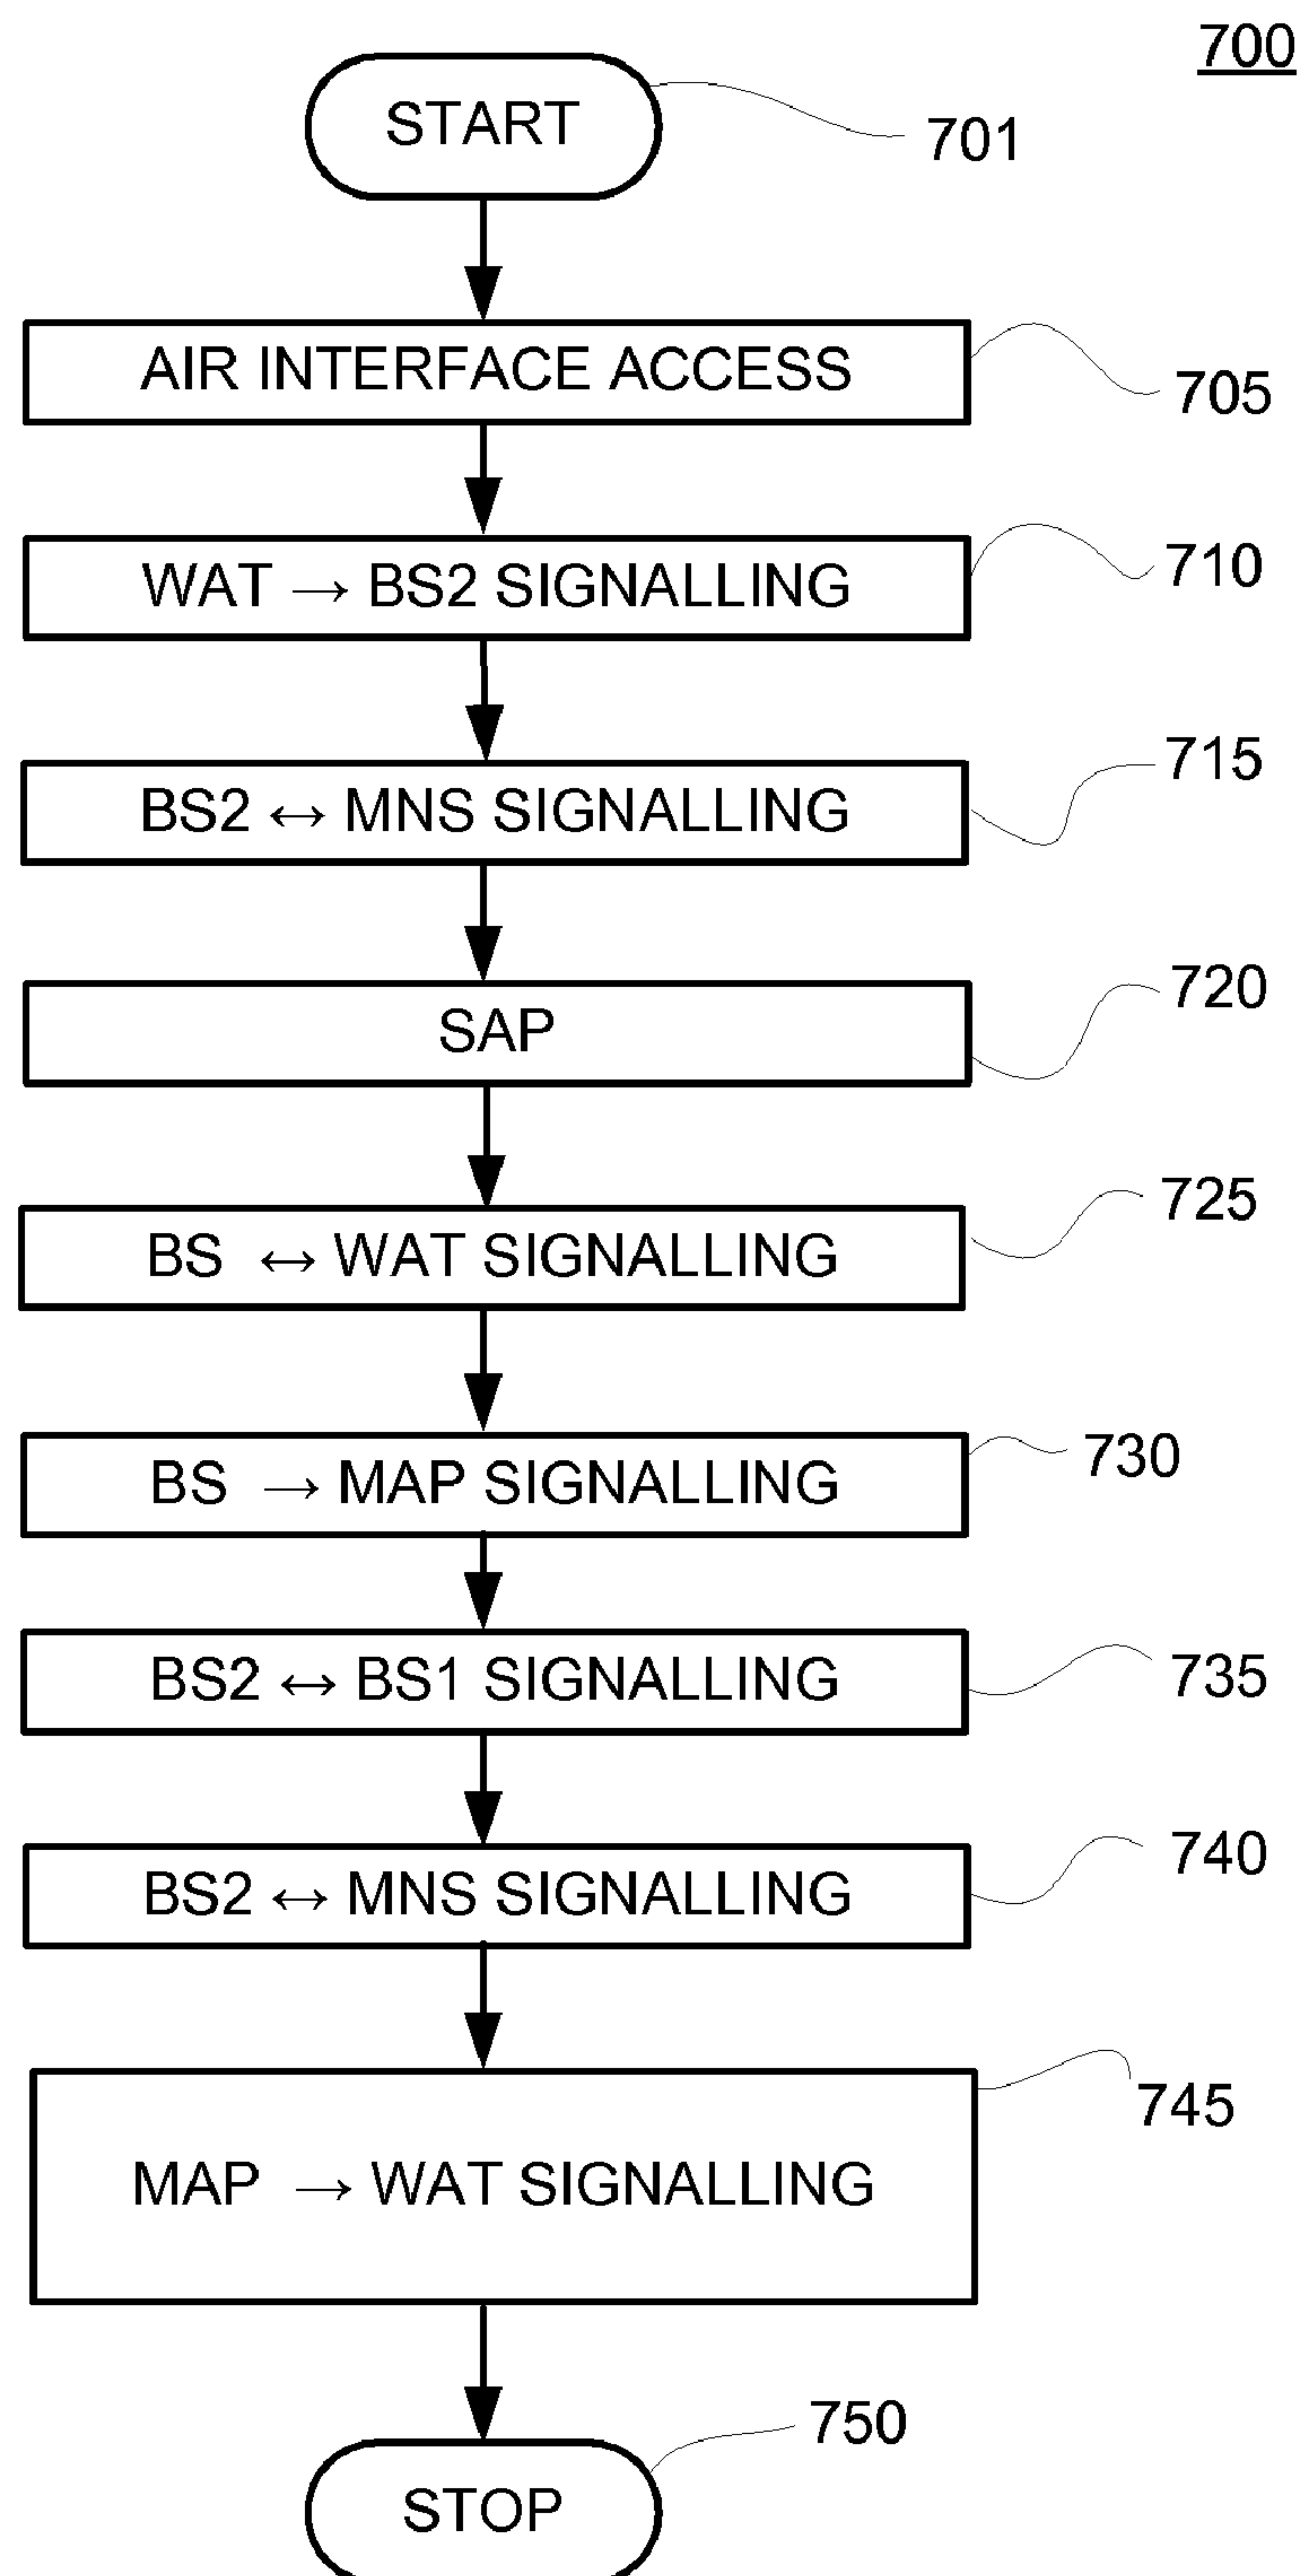 700
START
701
AIR INTERFACE ACCESS
705
WAT → BS2 SIGNALLING
710
BS2 ↔ MNS SIGNALLING
715
SAP
720
BS ↔ WAT SIGNALLING
725
BS → MAP SIGNALLING
730
BS2 ↔ BS1 SIGNALLING
735
BS2 ↔ MNS SIGNALLING
740
MAP → WAT SIGNALLING
745
STOP
750